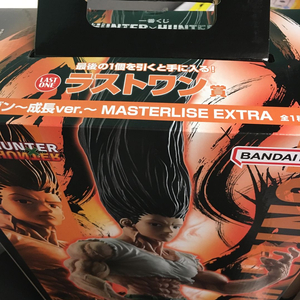 一番くじ
HUNTER×HUNTER
最後の1個を引くと手に入る!
LAST ONE
ラストワン賞
ン〜成長ver.〜 MASTERLISE EXTRA 全1
BANDAI
HUNTER
HUNTER